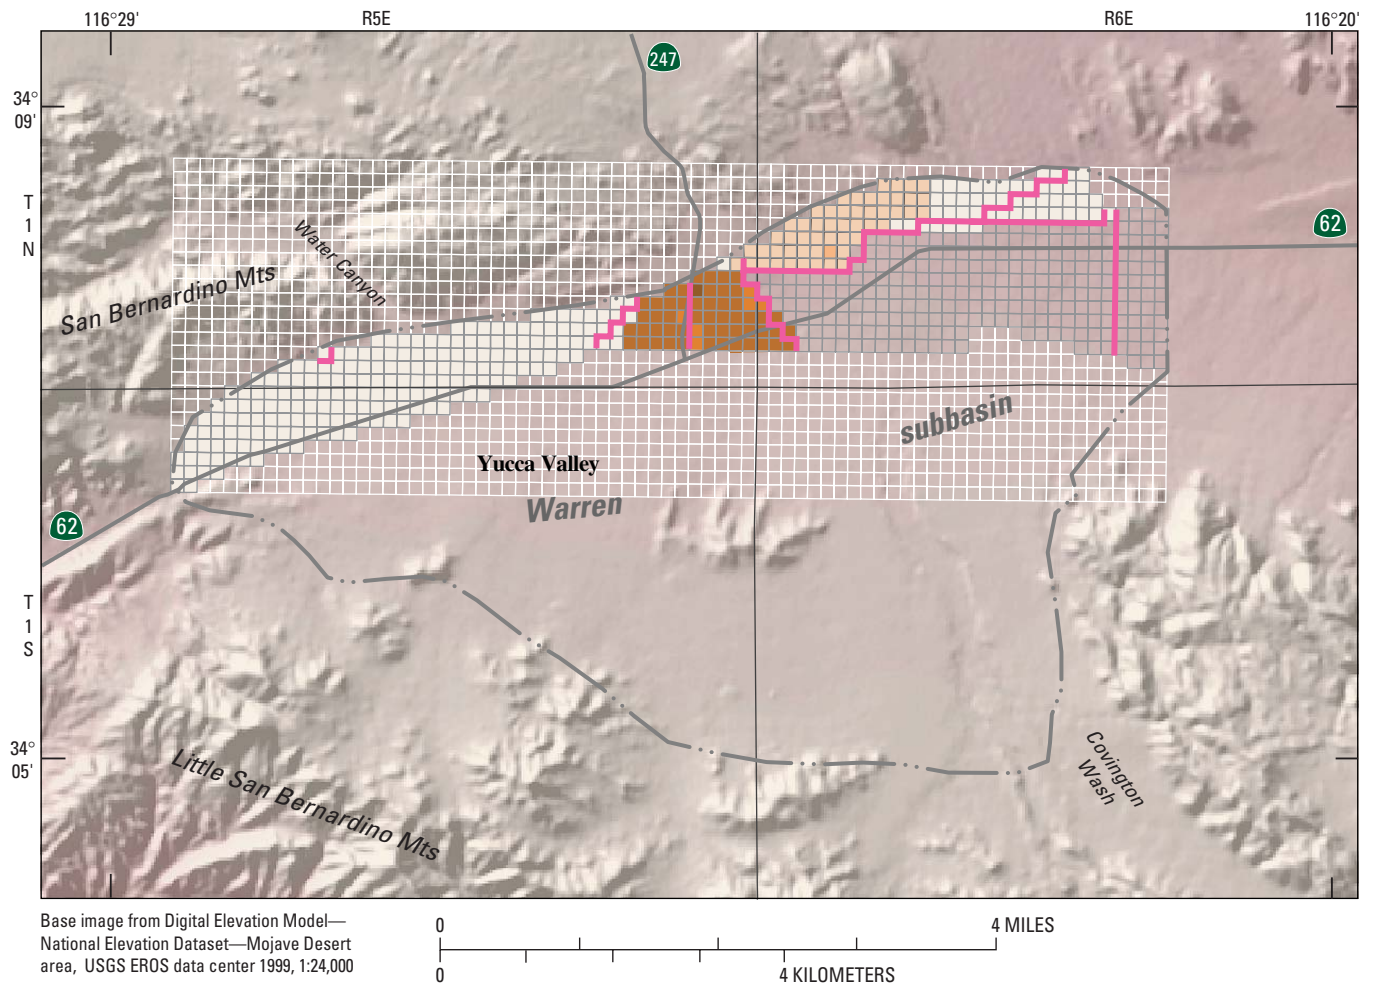 116°29'
R5E
R6E
116°20'
247
34°
09'
T
1
N
62
Water Canyon
San Bernardino Mts
subbasin
Yucca Valley
Warren
62
T
1
S
34°
05'
Little San Bernardino Mts
Covington
Wash
Base image from Digital Elevation Model—
National Elevation Dataset—Mojave Desert
area, USGS EROS data center 1999, 1:24,000
0
4 MILES
0
4 KILOMETERS